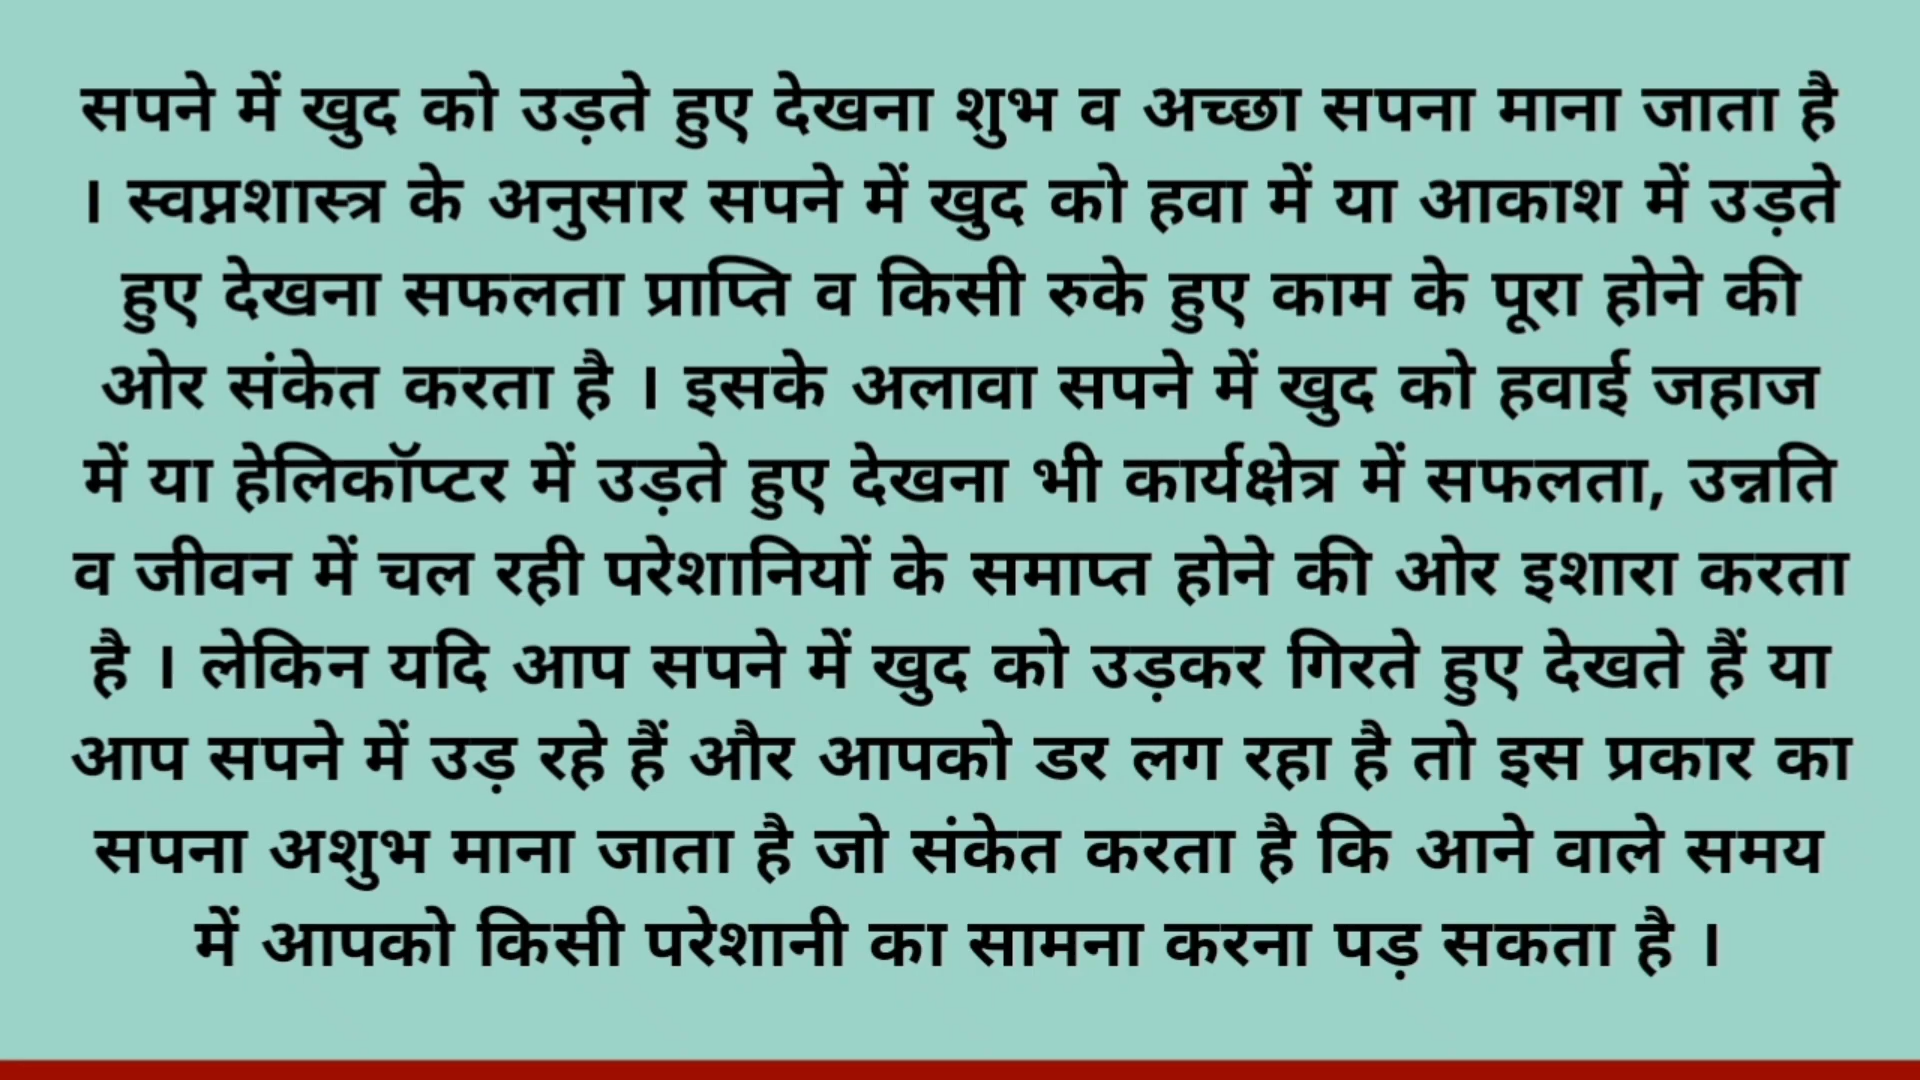 सपने में खुद को उड़ते हुए देखना शुभ व अच्छा सपना माना जाता है
। स्वप्नशास्त्र के अनुसार सपने में खुद को हवा में या आकाश में उड़ते
हुए देखना सफलता प्राप्ति व किसी रुके हुए काम के पूरा होने की
ओर संकेत करता है । इसके अलावा सपने में खुद को हवाई जहाज
में या हेलिकॉप्टर में उड़ते हुए देखना भी कार्यक्षेत्र में सफलता, उन्नति
व जीवन में चल रही परेशानियों के समाप्त होने की ओर इशारा करता
है । लेकिन यदि आप सपने में खुद को उड़कर गिरते हुए देखते हैं या
आप सपने में उड़ रहे हैं और आपको डर लग रहा है तो इस प्रकार का
सपना अशुभ माना जाता है जो संकेत करता है कि आने वाले समय
में आपको किसी परेशानी का सामना करना पड़ सकता है ।